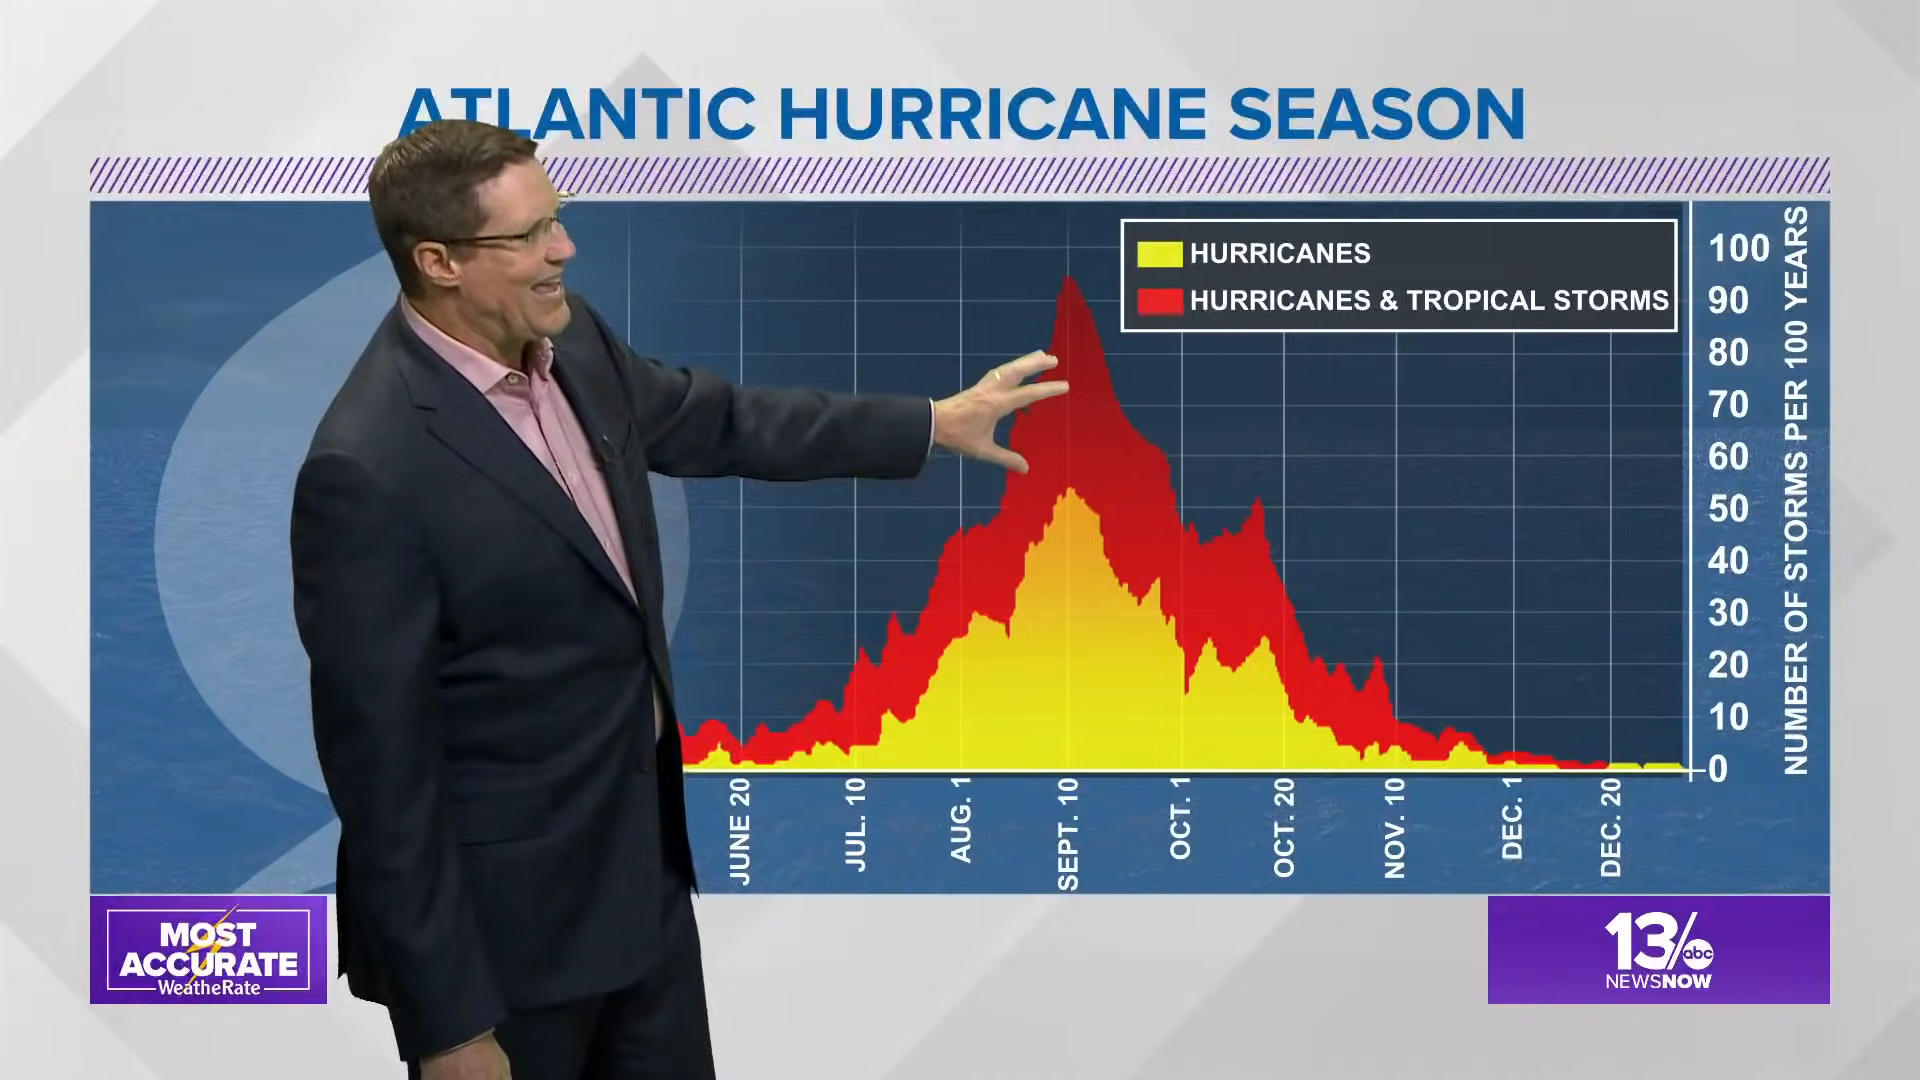 ATLANTIC HURRICANE SEASON
HURRICANES
HURRICANES & TROPICAL STORMS
100
90
80
70
60
50
40
30
20
10
0
NUMBER OF STORMS PER 100 YEARS
JUNE 20
JUL. 10
AUG. 1
SEPT. 10
OCT. 1
OCT. 20
NOV. 10
DEC. 1
DEC. 20
MOST
ACCURATE
WeatheRate
13
abc
NEWSNOW